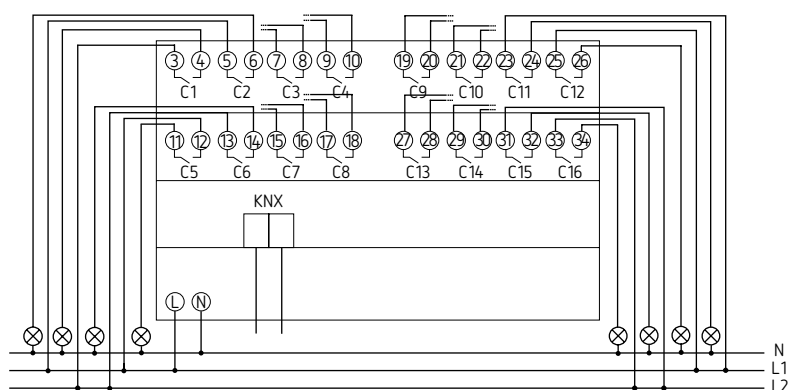 3 4 5 6 7 8 9 10 19 20 21 22 23 24 25 26
C1 C2 C3 C4 C9 C10 C11 C12
11 12 13 14 15 16 17 18 27 28 29 30 31 32 33 34
C5 C6 C7 C8 C13 C14 C15 C16
KNX
L N
N
L1
L2